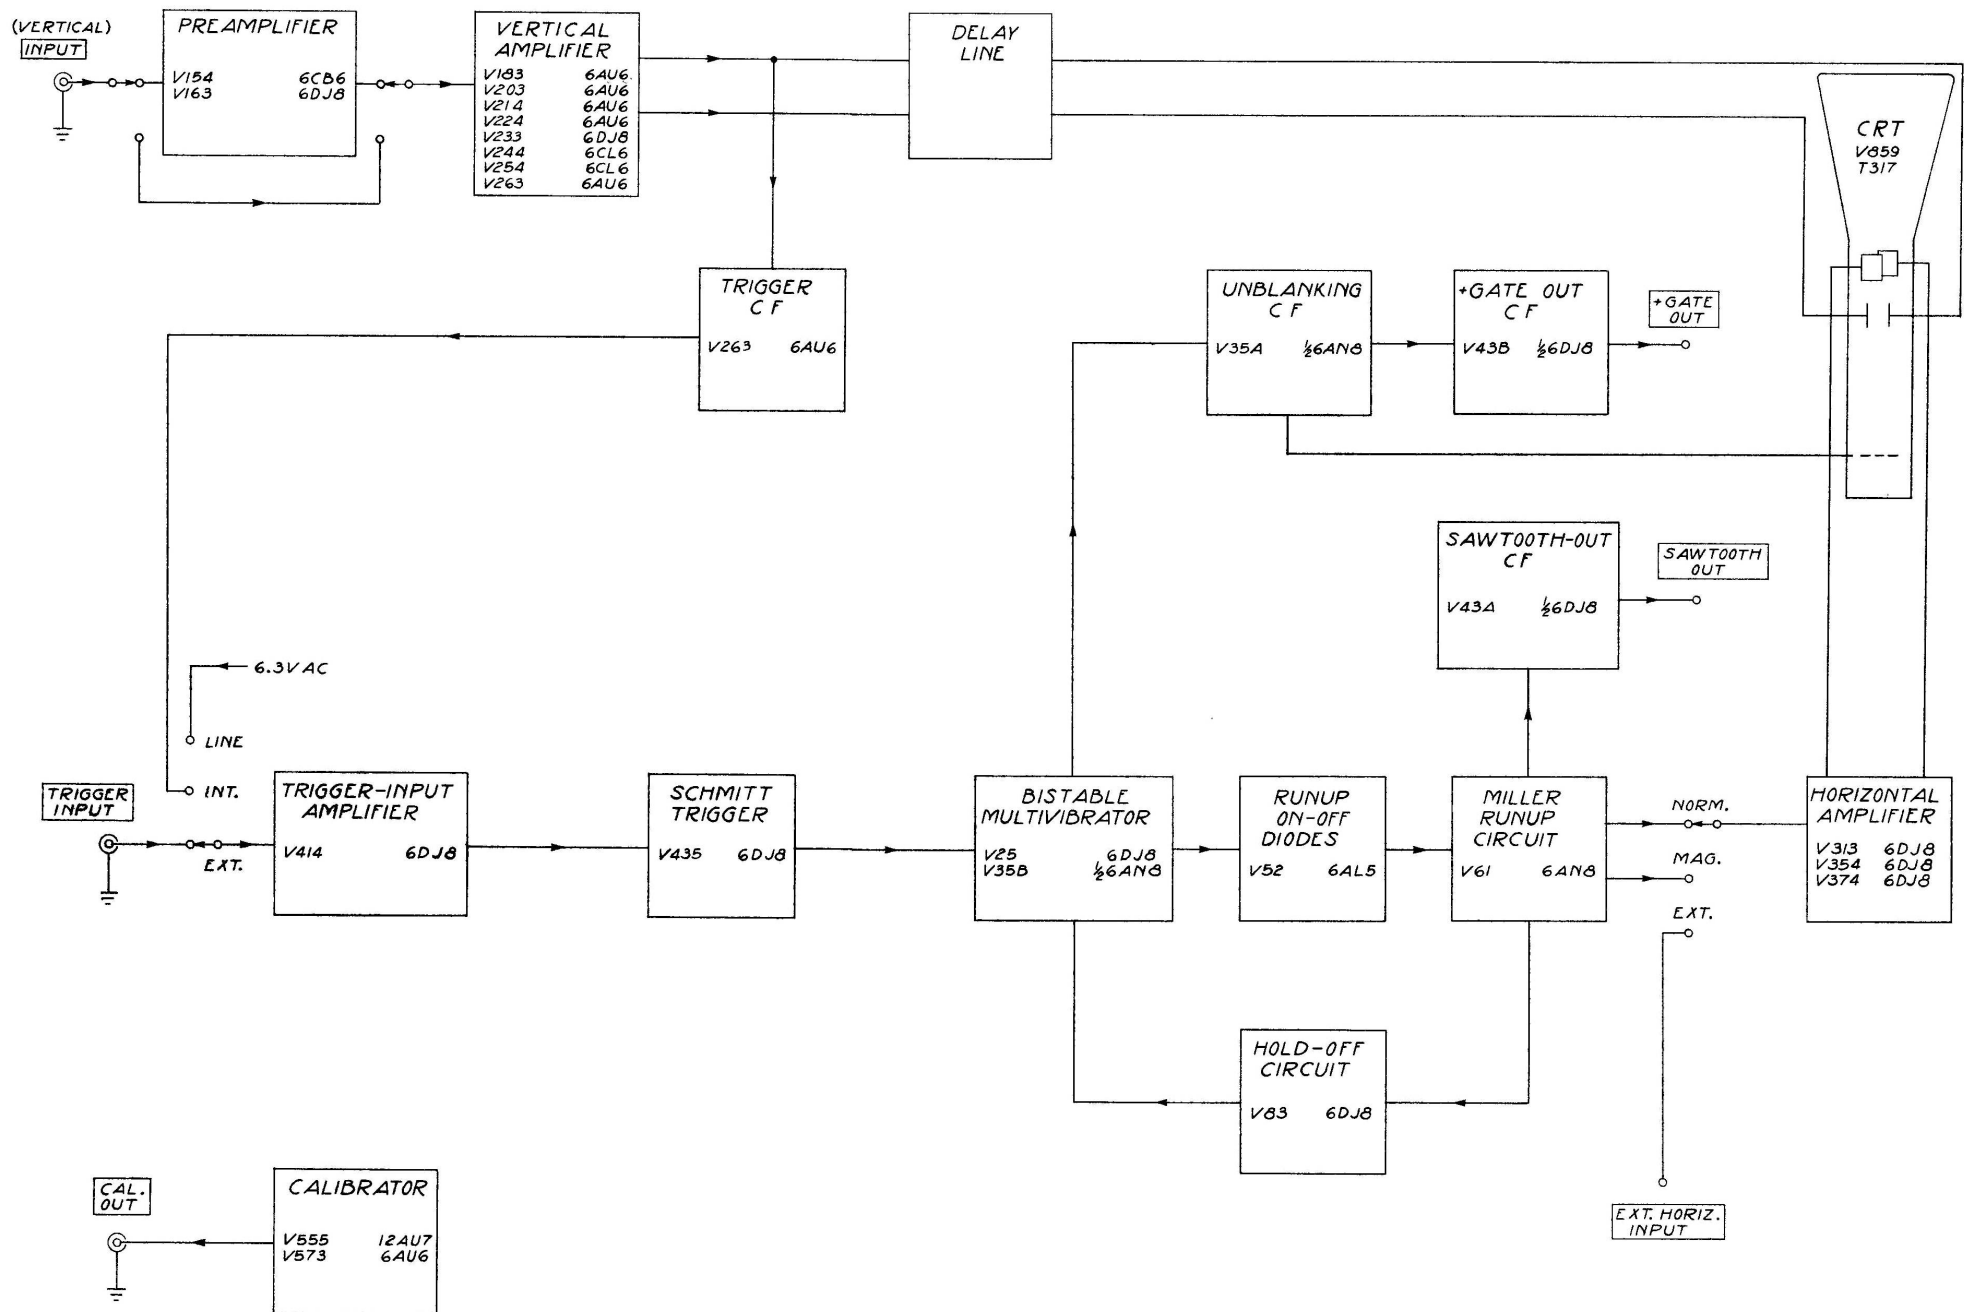 (VERTICAL)
INPUT
PREAMPLIFIER
V154 6CB6
V163 6DJ8
VERTICAL
AMPLIFIER
V183 6AU6
V203 6AU6
V214 6AU6
V224 6AU6
V233 6DJ8
V244 6CL6
V254 6CL6
V263 6AU6
DELAY
LINE
CRT
V859
T317
TRIGGER
CF
V263 6AU6
UNBLANKING
CF
V35A ½6AN8
+GATE OUT
CF
V43B ½6DJ8
+GATE
OUT
SAWTOOTH-OUT
CF
V43A ½6DJ8
SAWTOOTH
OUT
6.3V AC
LINE
INT.
EXT.
TRIGGER
INPUT
TRIGGER-INPUT
AMPLIFIER
V414 6DJ8
SCHMITT
TRIGGER
V435 6DJ8
BISTABLE
MULTIVIBRATOR
V25 6DJ8
V35B ½6AN8
RUNUP
ON-OFF
DIODES
V52 6AL5
MILLER
RUNUP
CIRCUIT
V61 6AN8
NORM.
MAG.
EXT.
HORIZONTAL
AMPLIFIER
V313 6DJ8
V354 6DJ8
V374 6DJ8
HOLD-OFF
CIRCUIT
V83 6DJ8
EXT. HORIZ.
INPUT
CAL.
OUT
CALIBRATOR
V555 12AU7
V573 6AU6